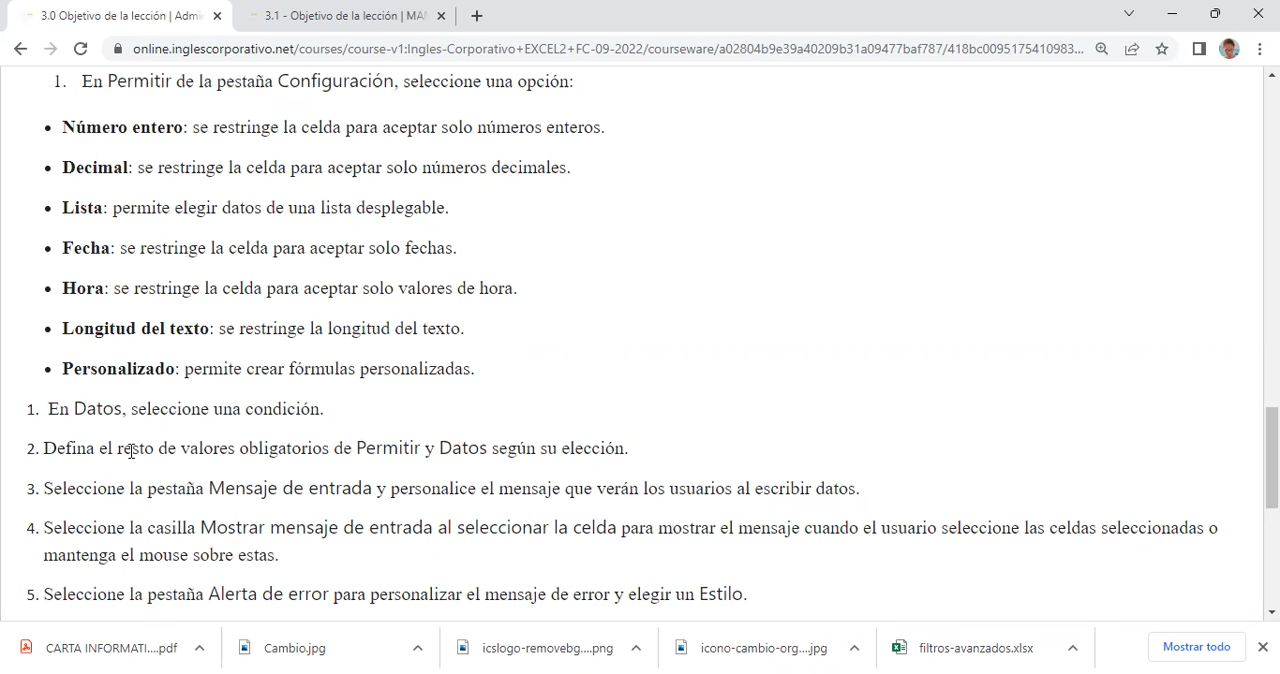 3.0 Objetivo de la lección | Admi
3.1 - Objetivo de la lección | MAN
online.inglescorporativo.net/courses/course-v1:Ingles-Corporativo+EXCEL2+FC-09-2022/courseware/a02804b9e39a40209b31a09477baf787/418bc0095175410983...
1. En Permitir de la pestaña Configuración, seleccione una opción:
• Número entero: se restringe la celda para aceptar solo números enteros.
• Decimal: se restringe la celda para aceptar solo números decimales.
• Lista: permite elegir datos de una lista desplegable.
• Fecha: se restringe la celda para aceptar solo fechas.
• Hora: se restringe la celda para aceptar solo valores de hora.
• Longitud del texto: se restringe la longitud del texto.
• Personalizado: permite crear fórmulas personalizadas.
1. En Datos, seleccione una condición.
2. Defina el resto de valores obligatorios de Permitir y Datos según su elección.
3. Seleccione la pestaña Mensaje de entrada y personalice el mensaje que verán los usuarios al escribir datos.
4. Seleccione la casilla Mostrar mensaje de entrada al seleccionar la celda para mostrar el mensaje cuando el usuario seleccione las celdas seleccionadas o
mantenga el mouse sobre estas.
5. Seleccione la pestaña Alerta de error para personalizar el mensaje de error y elegir un Estilo.
CARTA INFORMATI....pdf
Cambio.jpg
icslogo-removebg....png
icono-cambio-org....jpg
filtros-avanzados.xlsx
Mostrar todo